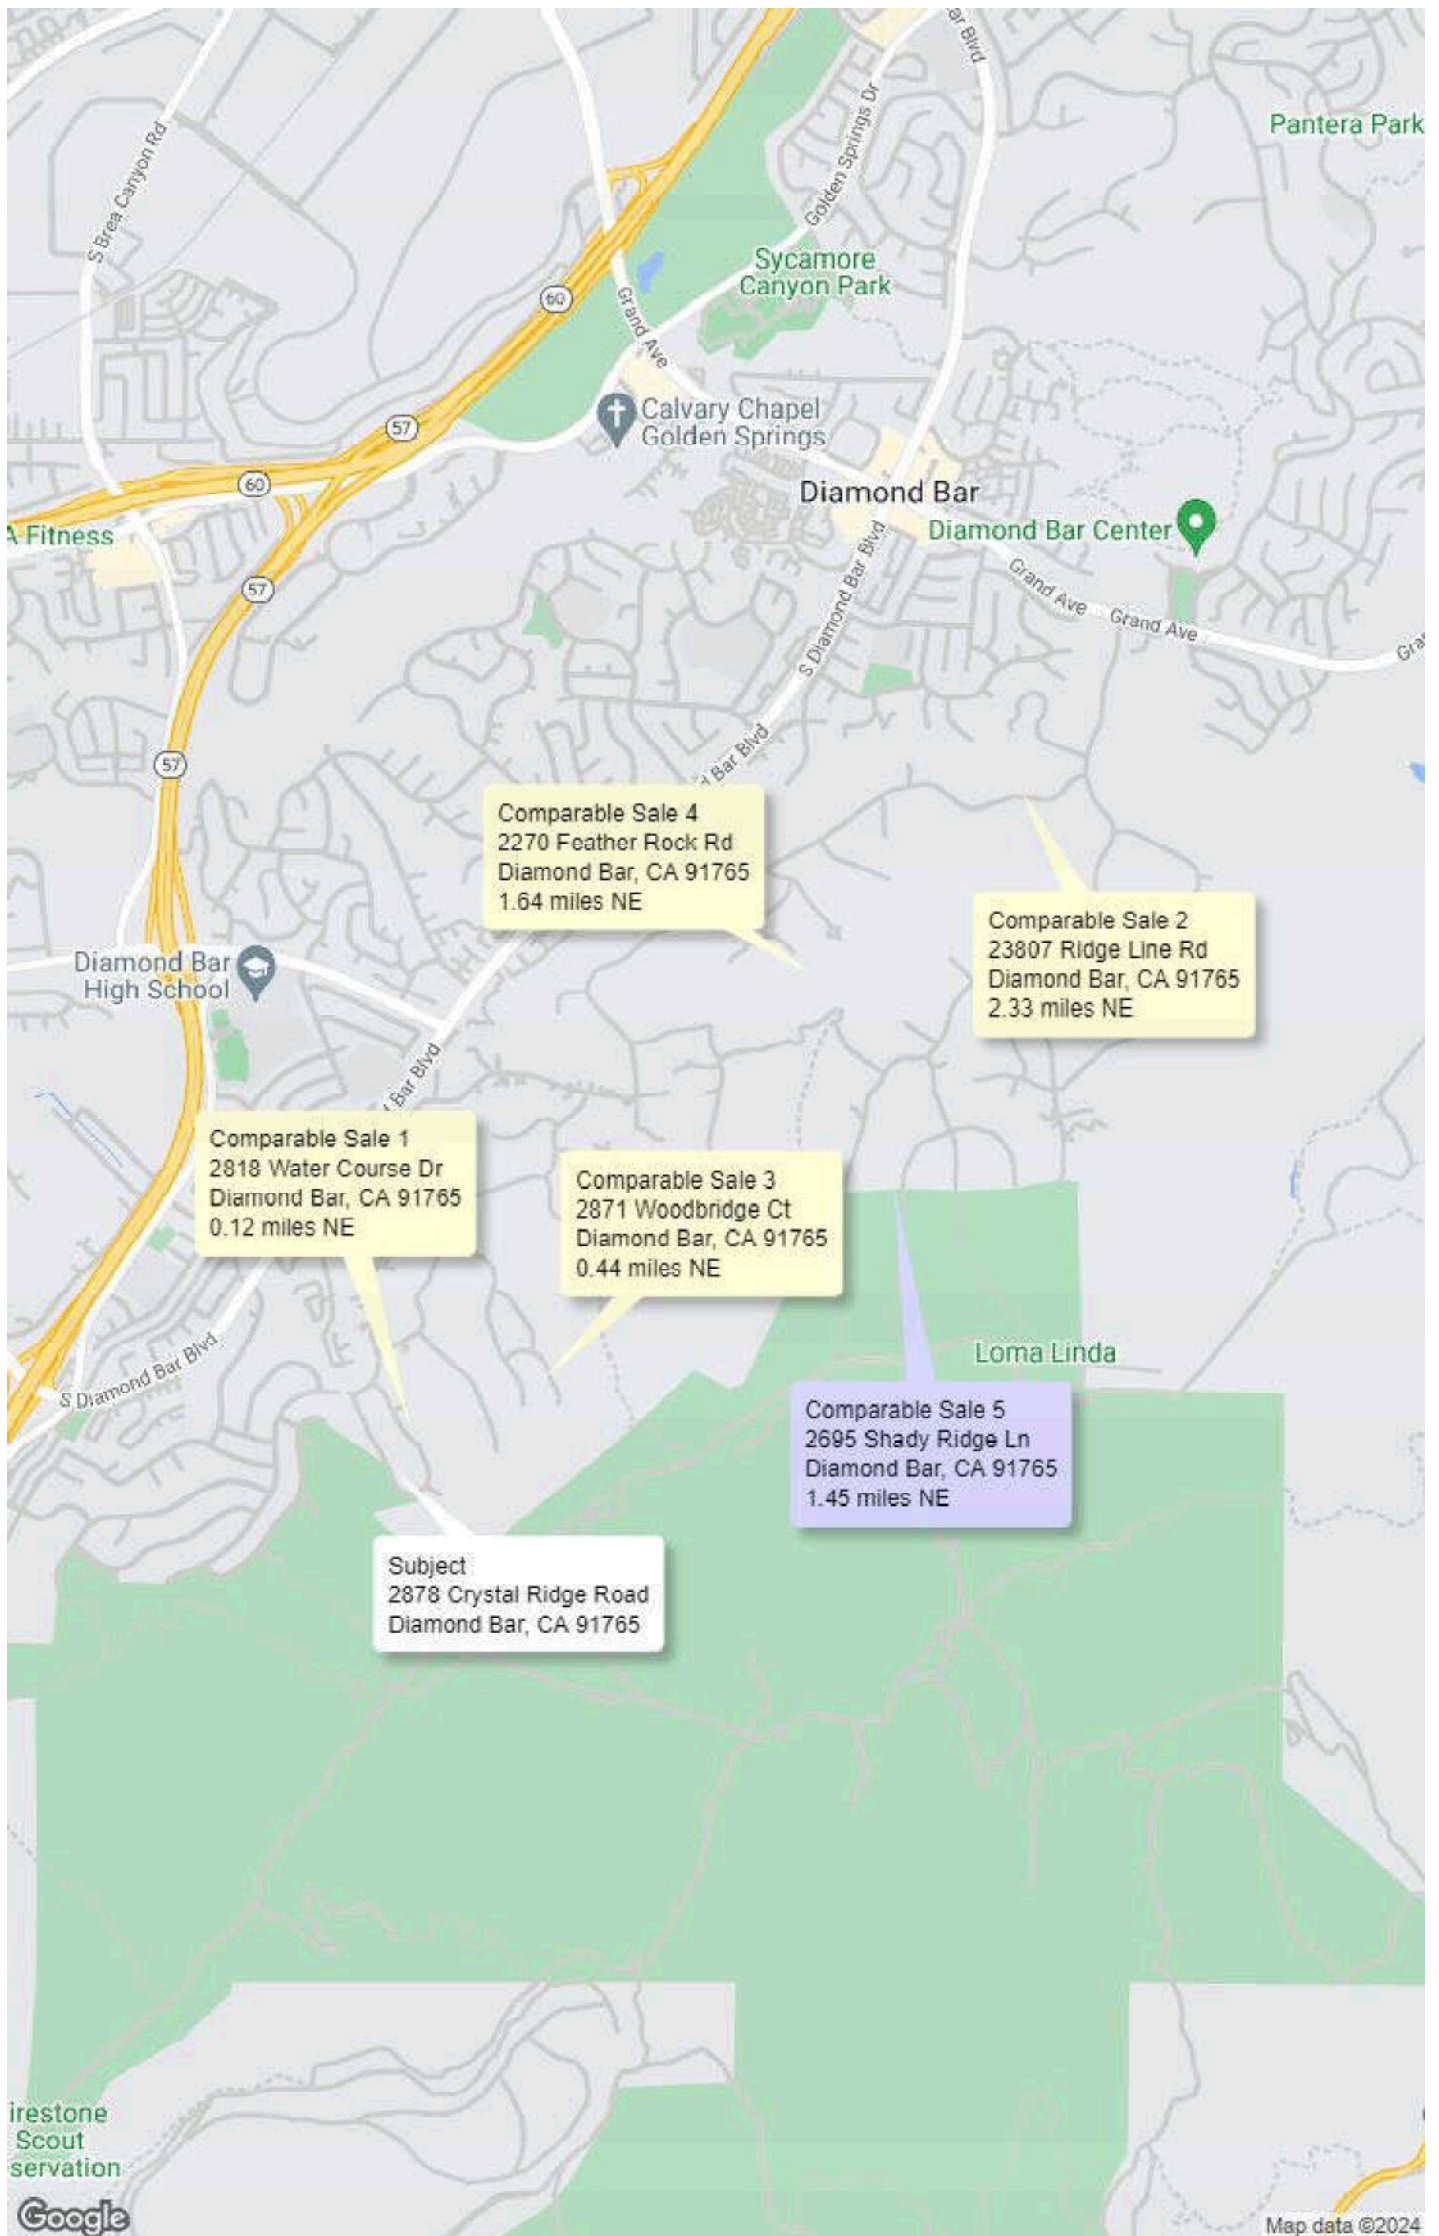 ar Blvd
Pantera Park
S Brea Canyon Rd
Golden Springs Dr
Sycamore
Canyon Park
60
Grand Ave
57
Calvary Chapel
Golden Springs
60
Diamond Bar
A Fitness
Diamond Bar Center
57
S Diamond Bar Blvd
Grand Ave
Grand Ave
Gra
57
d Bar Blvd
Comparable Sale 4
2270 Feather Rock Rd
Diamond Bar, CA 91765
1.64 miles NE
Comparable Sale 2
23807 Ridge Line Rd
Diamond Bar, CA 91765
2.33 miles NE
Diamond Bar
High School
d Bar Blvd
Comparable Sale 1
2818 Water Course Dr
Diamond Bar, CA 91765
0.12 miles NE
Comparable Sale 3
2871 Woodbridge Ct
Diamond Bar, CA 91765
0.44 miles NE
S Diamond Bar Blvd
Loma Linda
Comparable Sale 5
2695 Shady Ridge Ln
Diamond Bar, CA 91765
1.45 miles NE
Subject
2878 Crystal Ridge Road
Diamond Bar, CA 91765
irestone
Scout
servation
Google
Map data ©2024